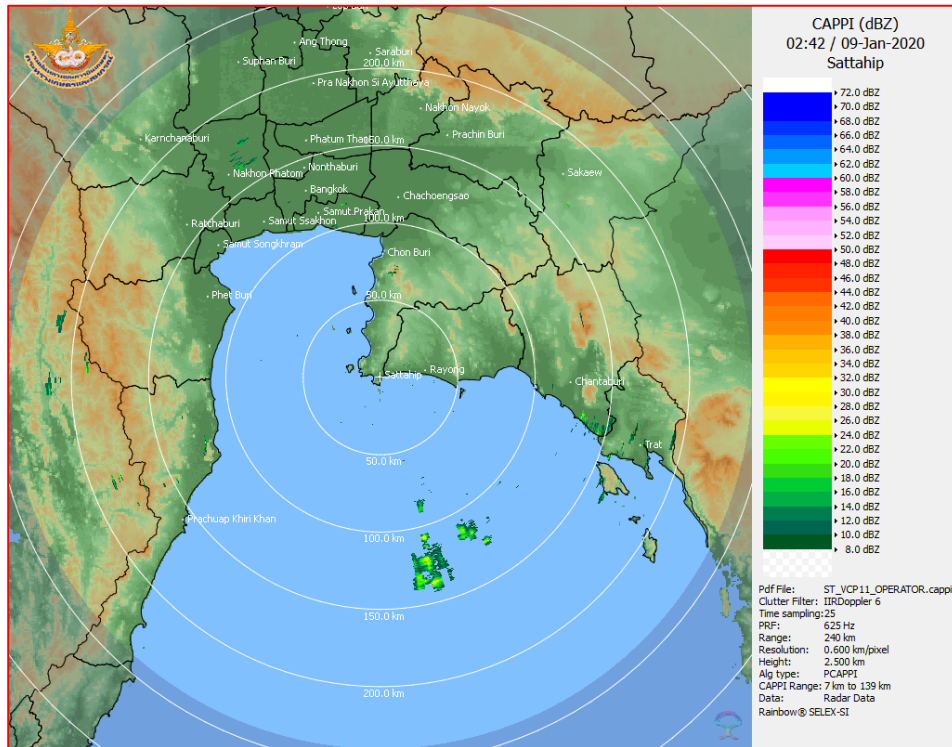 Ang Thong
Saraburi
Suphan Buri
200.0 km
Pra Nakhon Si Ayutthaya
Nakhon Nayok
Karnchanaburi
Phatum Than
50.0 km
Prachin Buri
Nonthaburi
Nakhon Phatom
Sakaew
Bangkok
Chachoengsao
Samut Prakan
Ratchaburi
Samut Ssakhon
100.0 km
Samut Songkhram
Chon Buri
Phet Buri
50.0 km
Sattahip
Rayong
Chantaburi
Trat
50.0 km
Prachuap Khiri Khan
100.0 km
150.0 km
200.0 km
CAPPI (dBZ)
02:42 / 09-Jan-2020
Sattahip
72.0 dBZ
70.0 dBZ
68.0 dBZ
66.0 dBZ
64.0 dBZ
62.0 dBZ
60.0 dBZ
58.0 dBZ
56.0 dBZ
54.0 dBZ
52.0 dBZ
50.0 dBZ
48.0 dBZ
46.0 dBZ
44.0 dBZ
42.0 dBZ
40.0 dBZ
38.0 dBZ
36.0 dBZ
34.0 dBZ
32.0 dBZ
30.0 dBZ
28.0 dBZ
26.0 dBZ
24.0 dBZ
22.0 dBZ
20.0 dBZ
18.0 dBZ
16.0 dBZ
14.0 dBZ
12.0 dBZ
10.0 dBZ
8.0 dBZ
Pdf File: ST_VCP11_OPERATOR.cappi
Clutter Filter: IIRDoppler 6
Time sampling:25
PRF: 625 Hz
Range: 240 km
Resolution: 0.600 km/pixel
Height: 2.500 km
Alg type: PCAPPI
CAPPI Range: 7 km to 139 km
Data: Radar Data
Rainbow® SELEX-SI